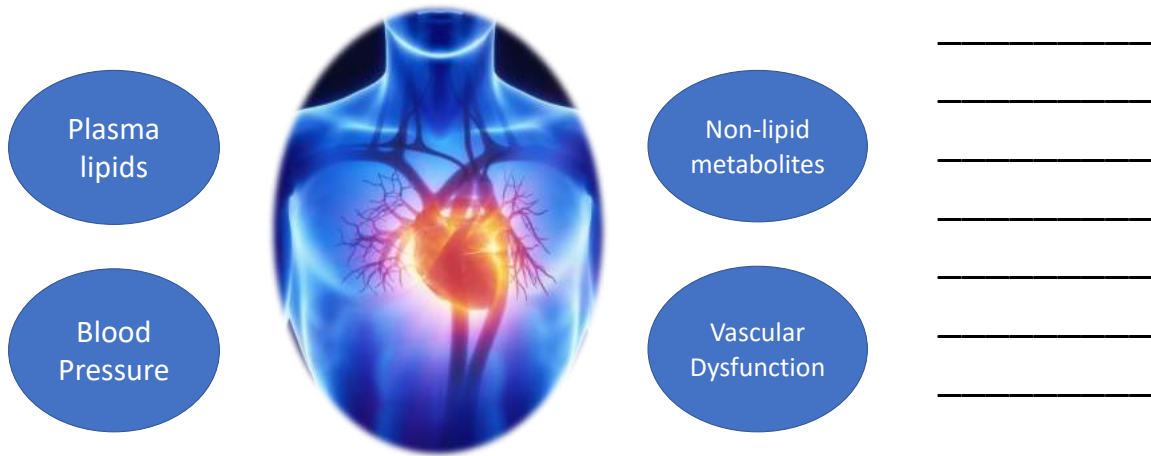 Plasma
lipids
Non-lipid
metabolites
Blood
Pressure
Vascular
Dysfunction